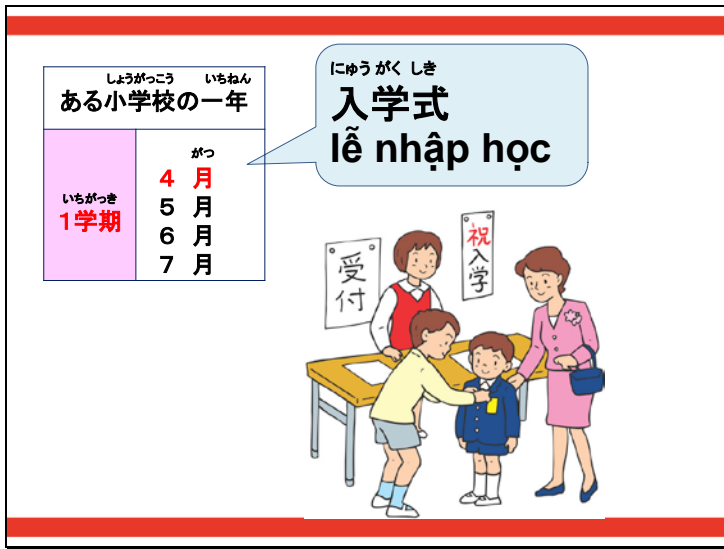 しょうがっこう いちねん
ある小学校の一年
いちがっき
1学期
がつ
4 月
5 月
6 月
7 月
にゅう がく しき
入学式
lễ nhập học
受付
祝入学